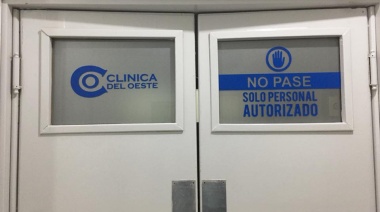 CLINICA
DEL OESTE
NO PASE
SOLO PERSONAL
AUTORIZADO